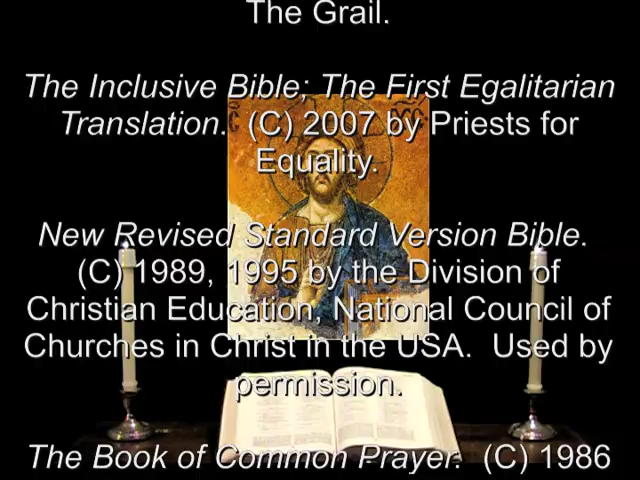 The Grail.
The Inclusive Bible; The First Egalitarian
Translation. (C) 2007 by Priests for
Equality.
New Revised Standard Version Bible.
(C) 1989, 1995 by the Division of
Christian Education, National Council of
Churches in Christ in the USA. Used by
permission.
The Book of Common Prayer. (C) 1986